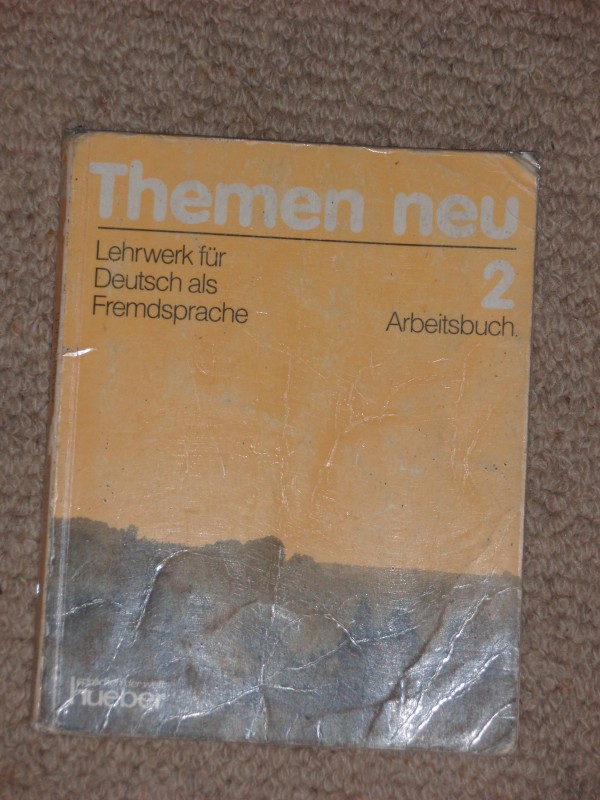 Themen neu
Lehrwerk für
Deutsch als
Fremdsprache
2
Arbeitsbuch
hueber